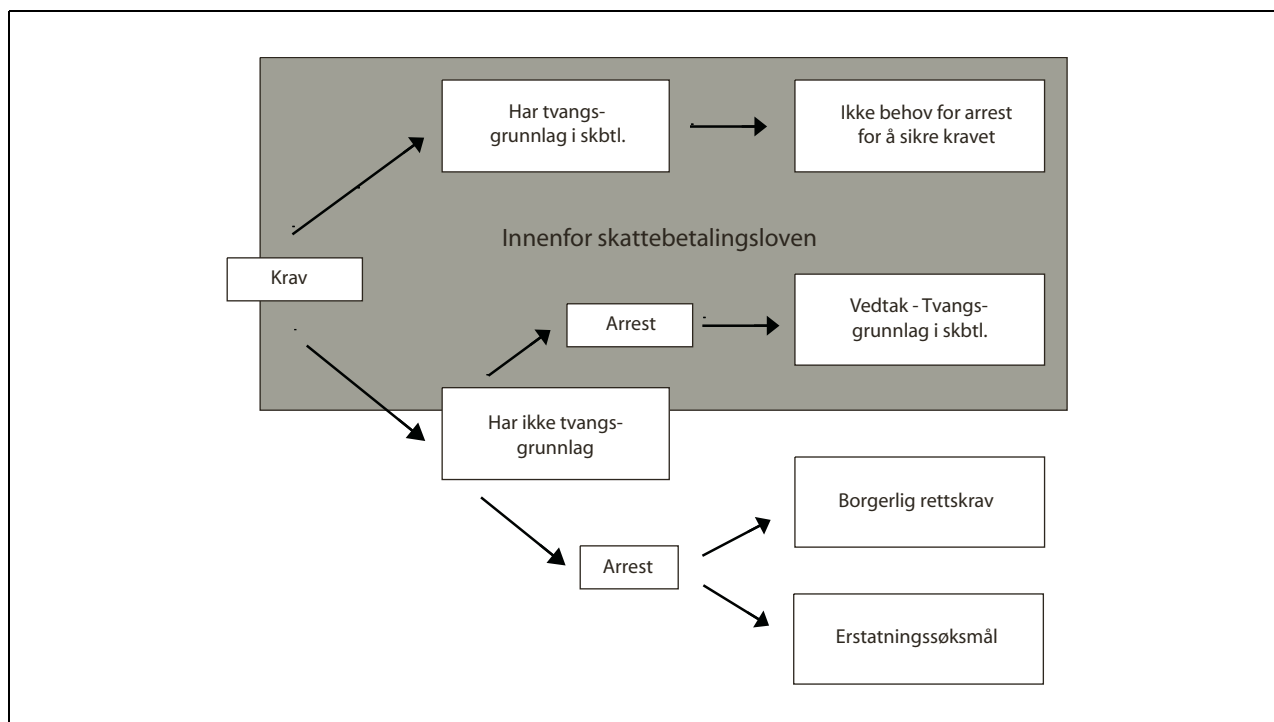 Har tvangs-
grunnlag i skbtl.
Ikke behov for arrest
for å sikre kravet
Innenfor skattebetalingsloven
Krav
Arrest
Vedtak - Tvangs-
grunnlag i skbtl.
Har ikke tvangs-
grunnlag
Borgerlig rettskrav
Arrest
Erstatningssøksmål